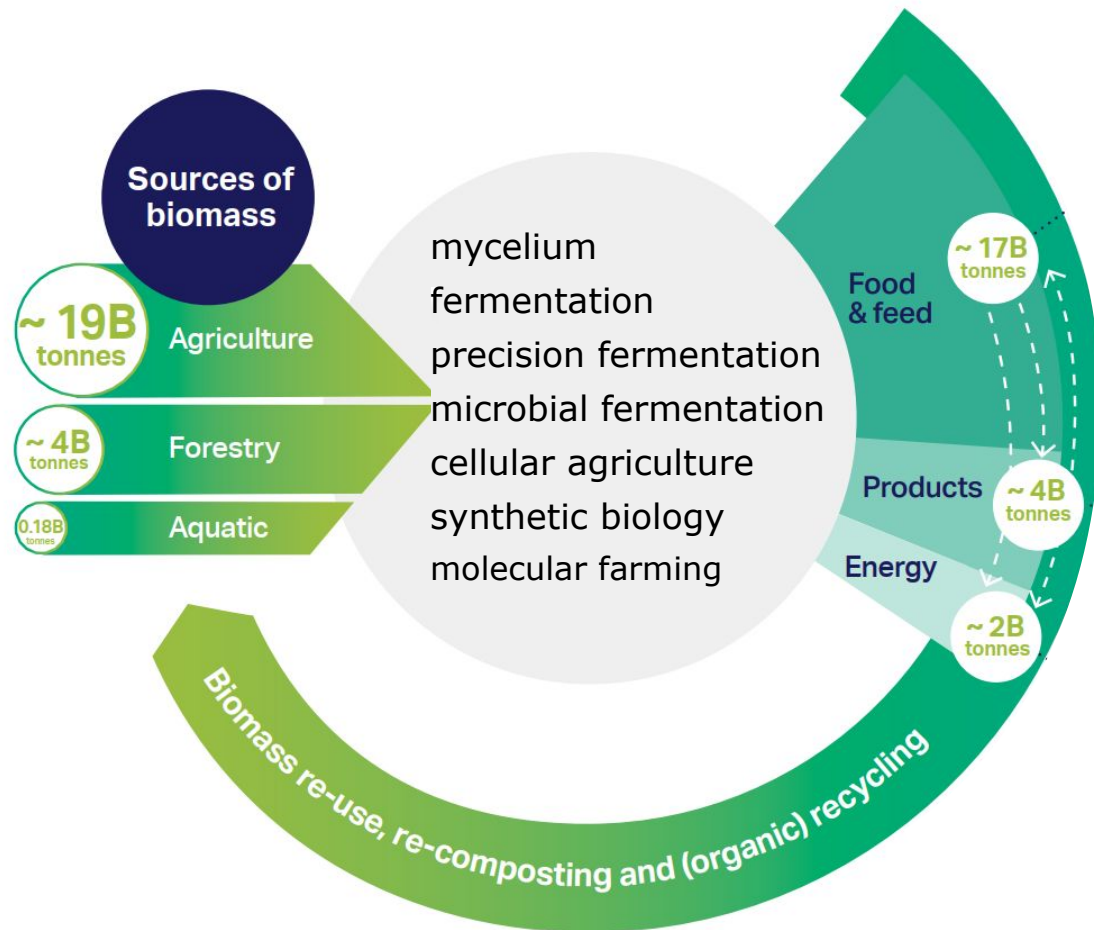 Sources of
biomass
~ 19B
tonnes
Agriculture
~ 4B
tonnes
Forestry
0.18B
tonnes
Aquatic
mycelium
fermentation
precision fermentation
microbial fermentation
cellular agriculture
synthetic biology
molecular farming
Food
& feed
~ 17B
tonnes
Products
~ 4B
tonnes
Energy
~ 2B
tonnes
Biomass re-use, re-composting and (organic) recycling